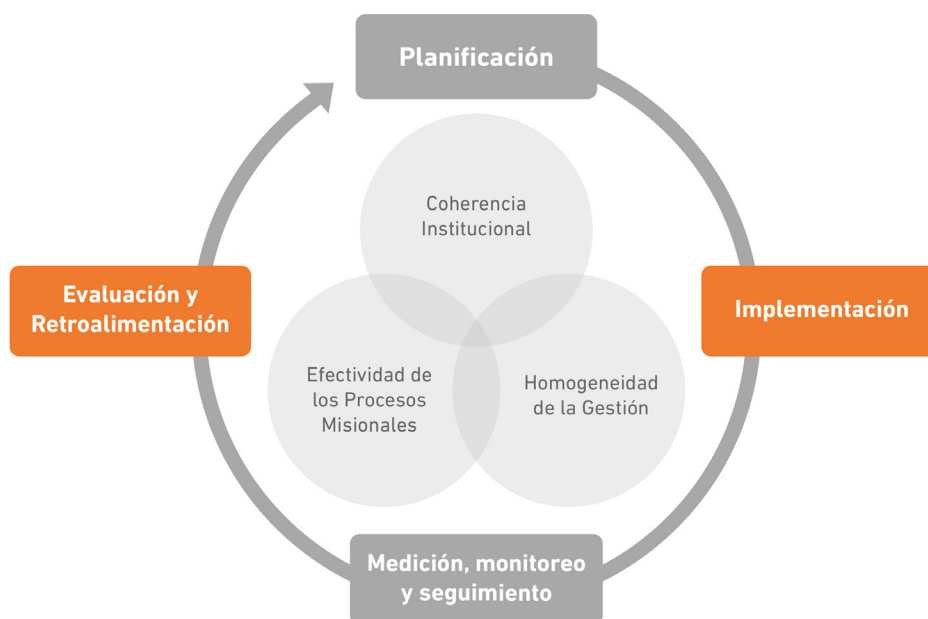 Planificación
Coherencia
Institucional
Evaluación y
Retroalimentación
Implementación
Efectividad de
los Procesos
Misionales
Homogeneidad
de la Gestión
Medición, monitoreo
y seguimiento